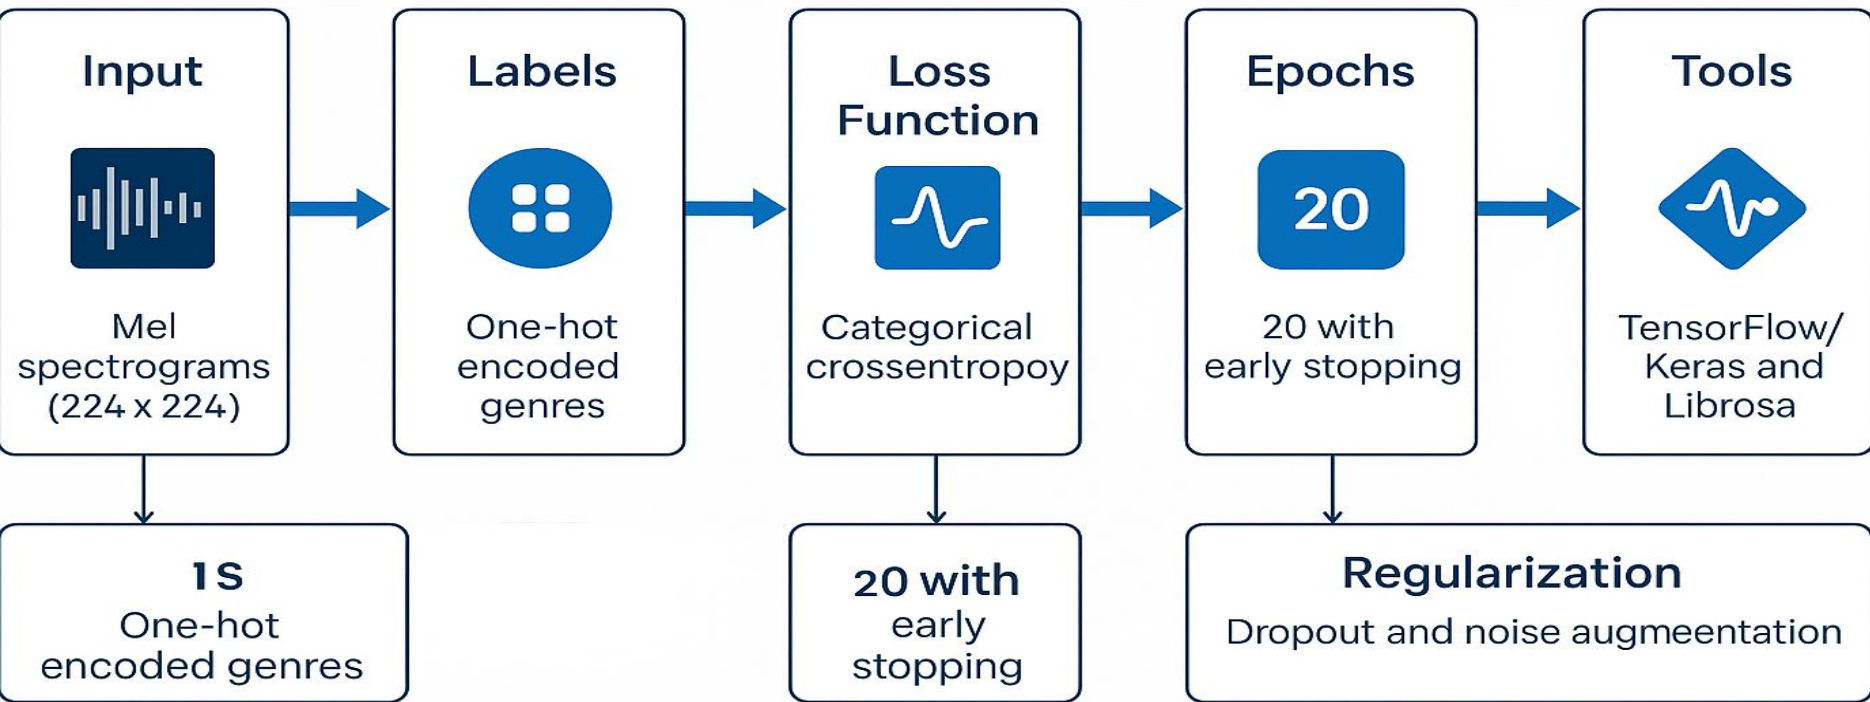 Input
Mel
spectrograms
(224 x 224)
Labels
One-hot
encoded
genres
Loss
Function
Categorical
crossentropoy
Epochs
20
20 with
early stopping
Tools
TensorFlow/
Keras and
Librosa
1 S
One-hot
encoded genres
20 with
early
stopping
Regularization
Dropout and noise augmeentation